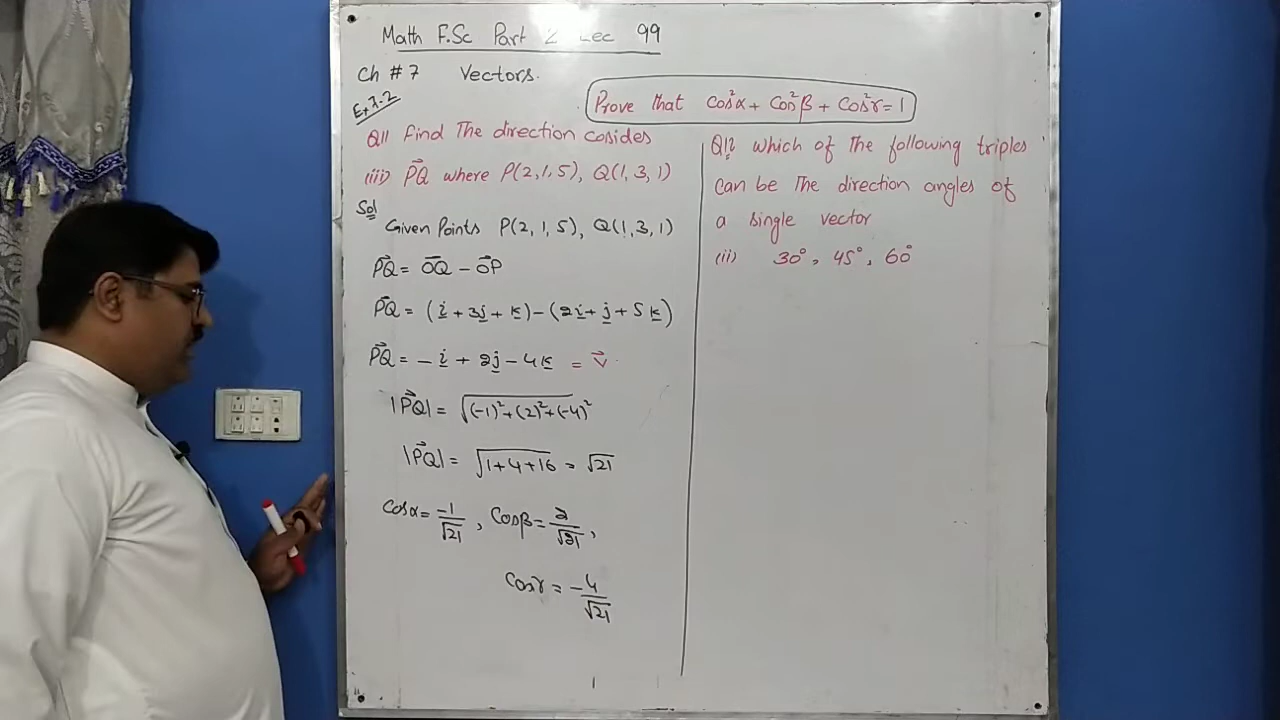 Math F.Sc Part 2 Lec 99
Ch # 7 Vectors.
Ex 7.2
Prove that Cos²α + Cos²β + Cos²γ = 1
Q11 Find The direction cosides
(iii) P⃗Q where P(2,1,5), Q(1,3,1)
Sol
Given Points P(2,1,5), Q(1,3,1)
P⃗Q = O⃗Q − O⃗P
P⃗Q = (i + 3j + k) − (2i + j + 5k)
P⃗Q = −i + 2j − 4k = v⃗
|P⃗Q| = √(−1)²+(2)²+(−4)²
|P⃗Q| = √1+4+16 = √21
Cosα = −1/√21 , Cosβ = 2/√21 ,
Cosγ = −4/√21
Q12 which of The following triples
can be The direction angles of
a single vector
(ii) 30°, 45°, 60°